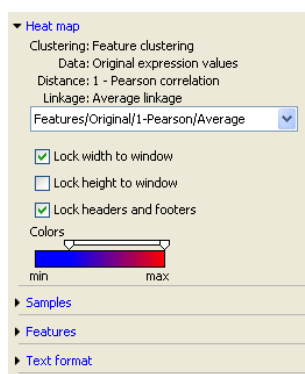 Heat map
Clustering: Feature clustering
Data: Original expression values
Distance: 1 - Pearson correlation
Linkage: Average linkage
Features/Original/1-Pearson/Average
Lock width to window
Lock height to window
Lock headers and footers
Colors
min max
Samples
Features
Text format